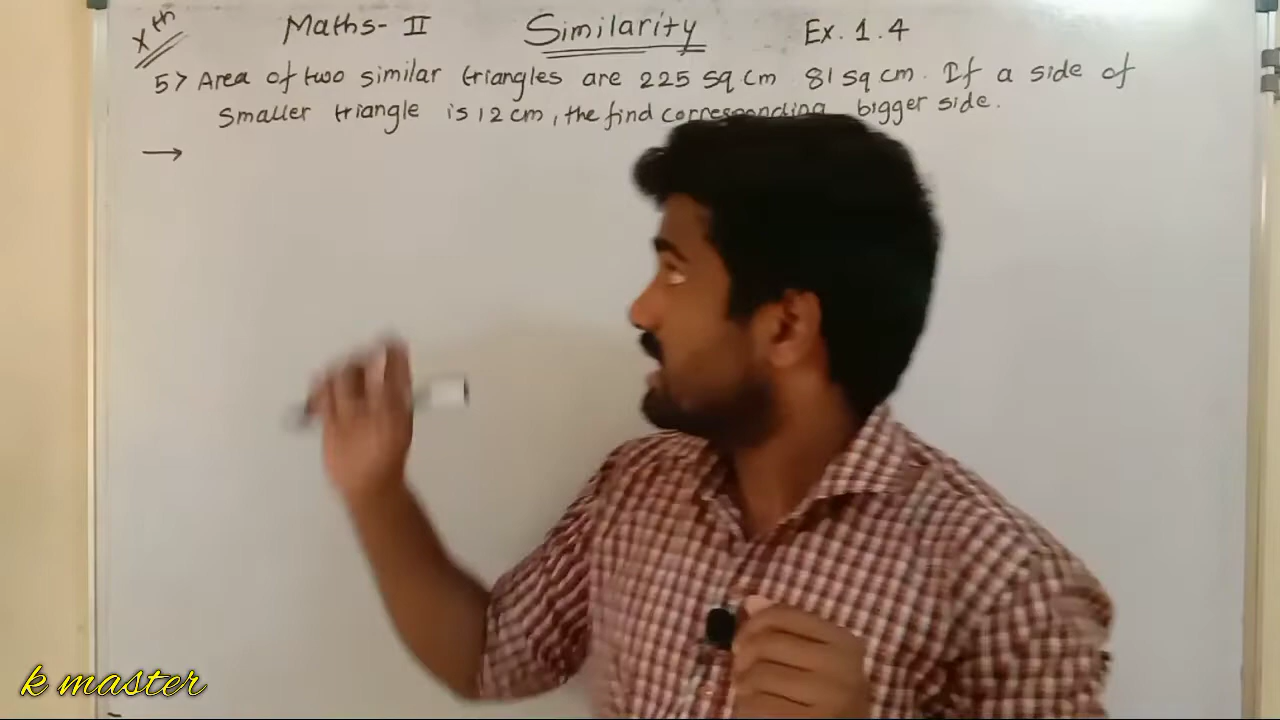 Xth Maths- II Similarity Ex. 1.4
5> Area of two similar triangles are 225 sq cm 81 sq cm. If a side of
smaller triangle is 12 cm, the find corresponding bigger side.
→
k master